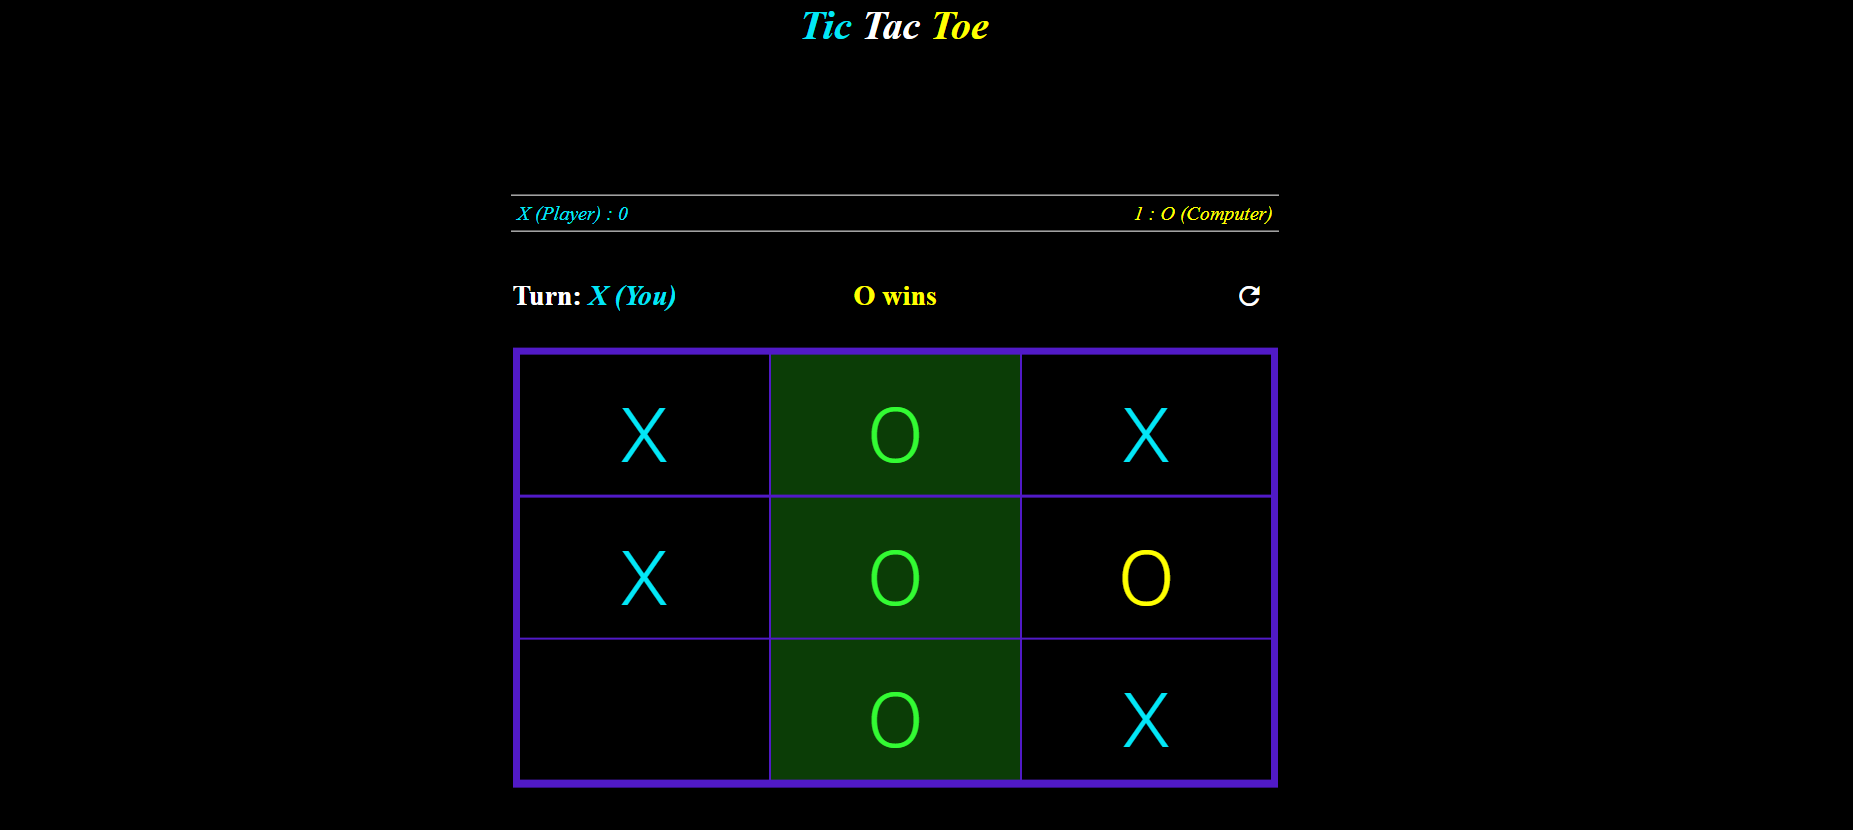 Tic Tac Toe
X (Player) : 0 1 : O (Computer)
Turn: X (You) O wins
X O X
X O O
O X